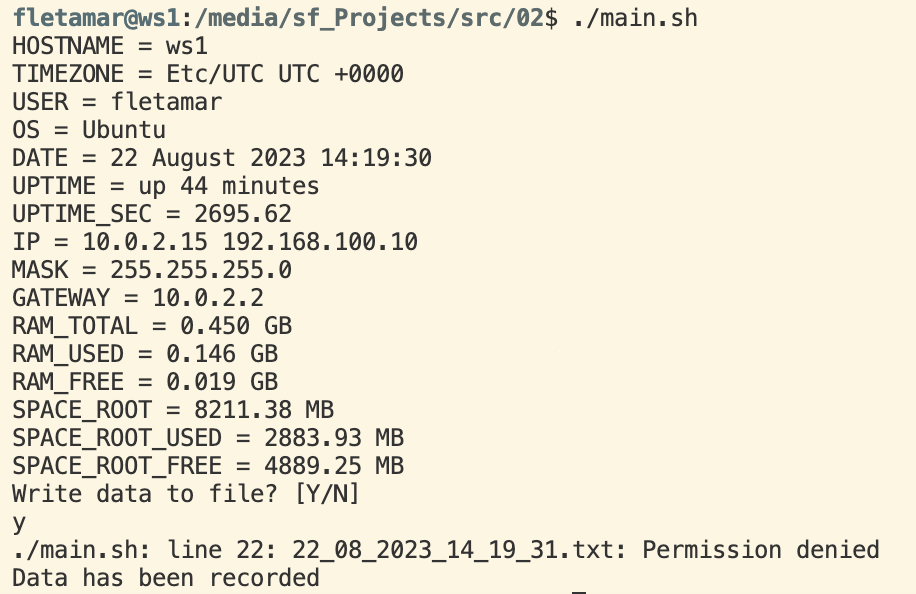 fletamar@ws1:/media/sf_Projects/src/02$ ./main.sh
HOSTNAME = ws1
TIMEZONE = Etc/UTC UTC +0000
USER = fletamar
OS = Ubuntu
DATE = 22 August 2023 14:19:30
UPTIME = up 44 minutes
UPTIME_SEC = 2695.62
IP = 10.0.2.15 192.168.100.10
MASK = 255.255.255.0
GATEWAY = 10.0.2.2
RAM_TOTAL = 0.450 GB
RAM_USED = 0.146 GB
RAM_FREE = 0.019 GB
SPACE_ROOT = 8211.38 MB
SPACE_ROOT_USED = 2883.93 MB
SPACE_ROOT_FREE = 4889.25 MB
Write data to file? [Y/N]
y
./main.sh: line 22: 22_08_2023_14_19_31.txt: Permission denied
Data has been recorded